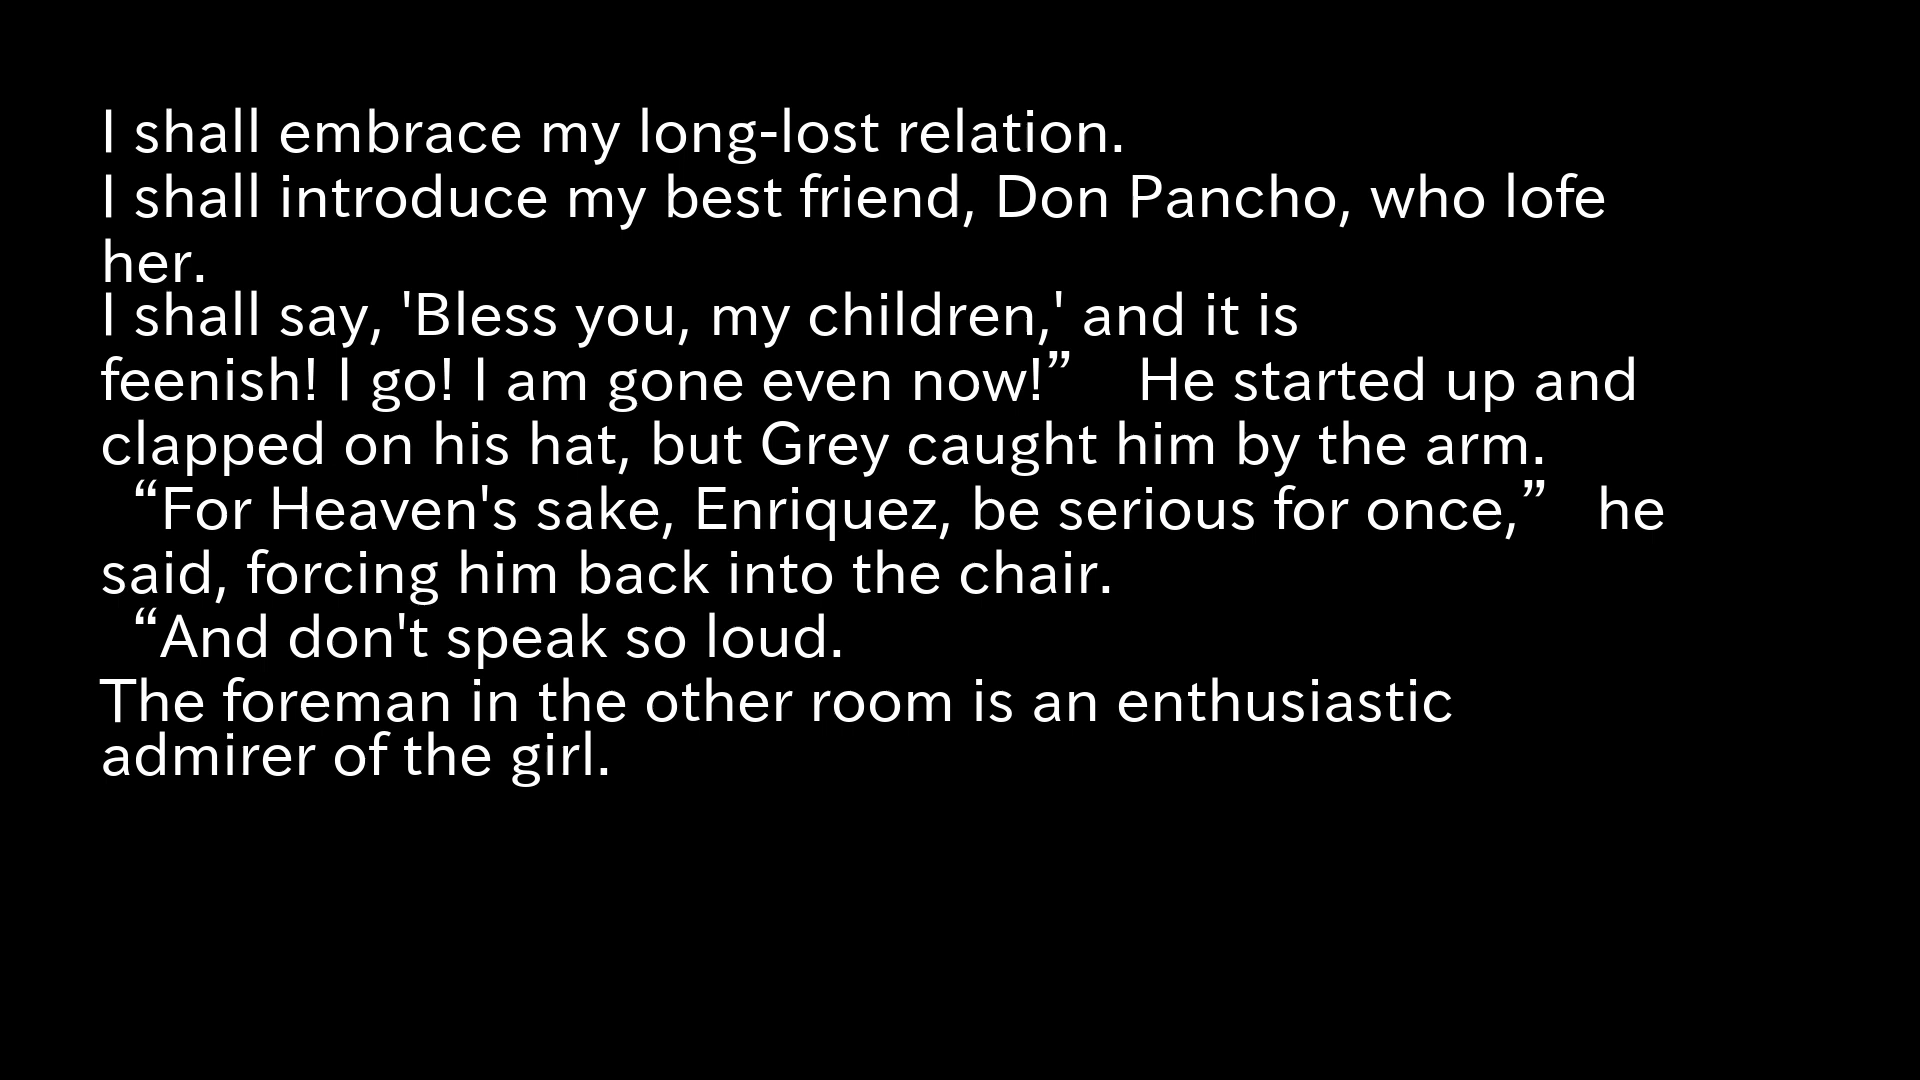 I shall embrace my long-lost relation.
I shall introduce my best friend, Don Pancho, who lofe
her.
I shall say, 'Bless you, my children,' and it is
feenish! I go! I am gone even now!” He started up and
clapped on his hat, but Grey caught him by the arm.
“For Heaven's sake, Enriquez, be serious for once,” he
said, forcing him back into the chair.
“And don't speak so loud.
The foreman in the other room is an enthusiastic
admirer of the girl.